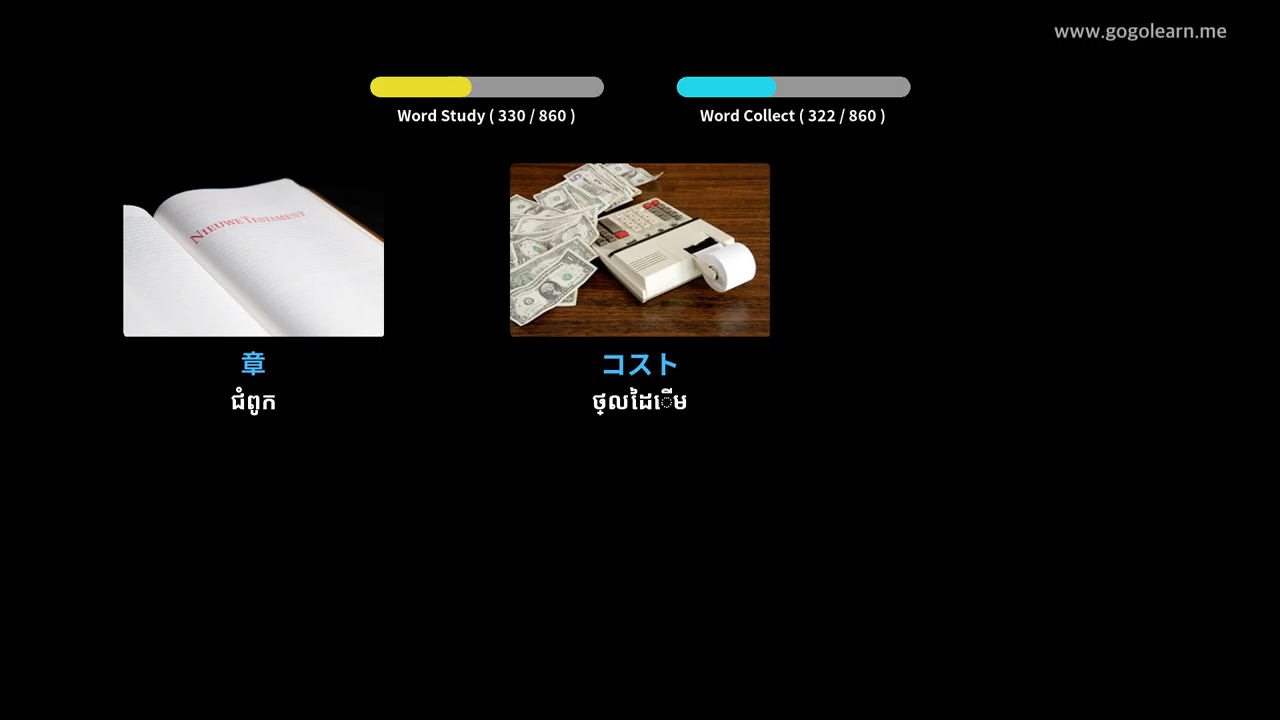 www.gogolearn.me
Word Study ( 330 / 860 )
Word Collect ( 322 / 860 )
NIEUWE TESTAMENT
章
コスト
ជំពូក
ថ្លៃដើម